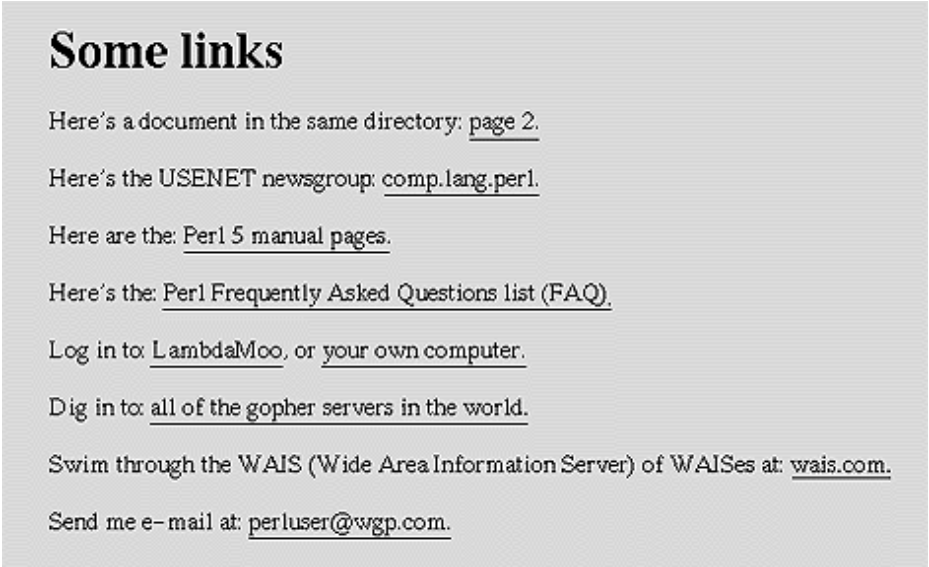 Some links
Here's a document in the same directory: page 2.
Here's the USENET newsgroup: comp.lang.perl.
Here are the: Perl 5 manual pages.
Here's the: Perl Frequently Asked Questions list (FAQ).
Log in to: LambdaMoo, or your own computer.
Dig in to: all of the gopher servers in the world.
Swim through the WAIS (Wide Area Information Server) of WAISes at: wais.com.
Send me e-mail at: perluser@wgp.com.